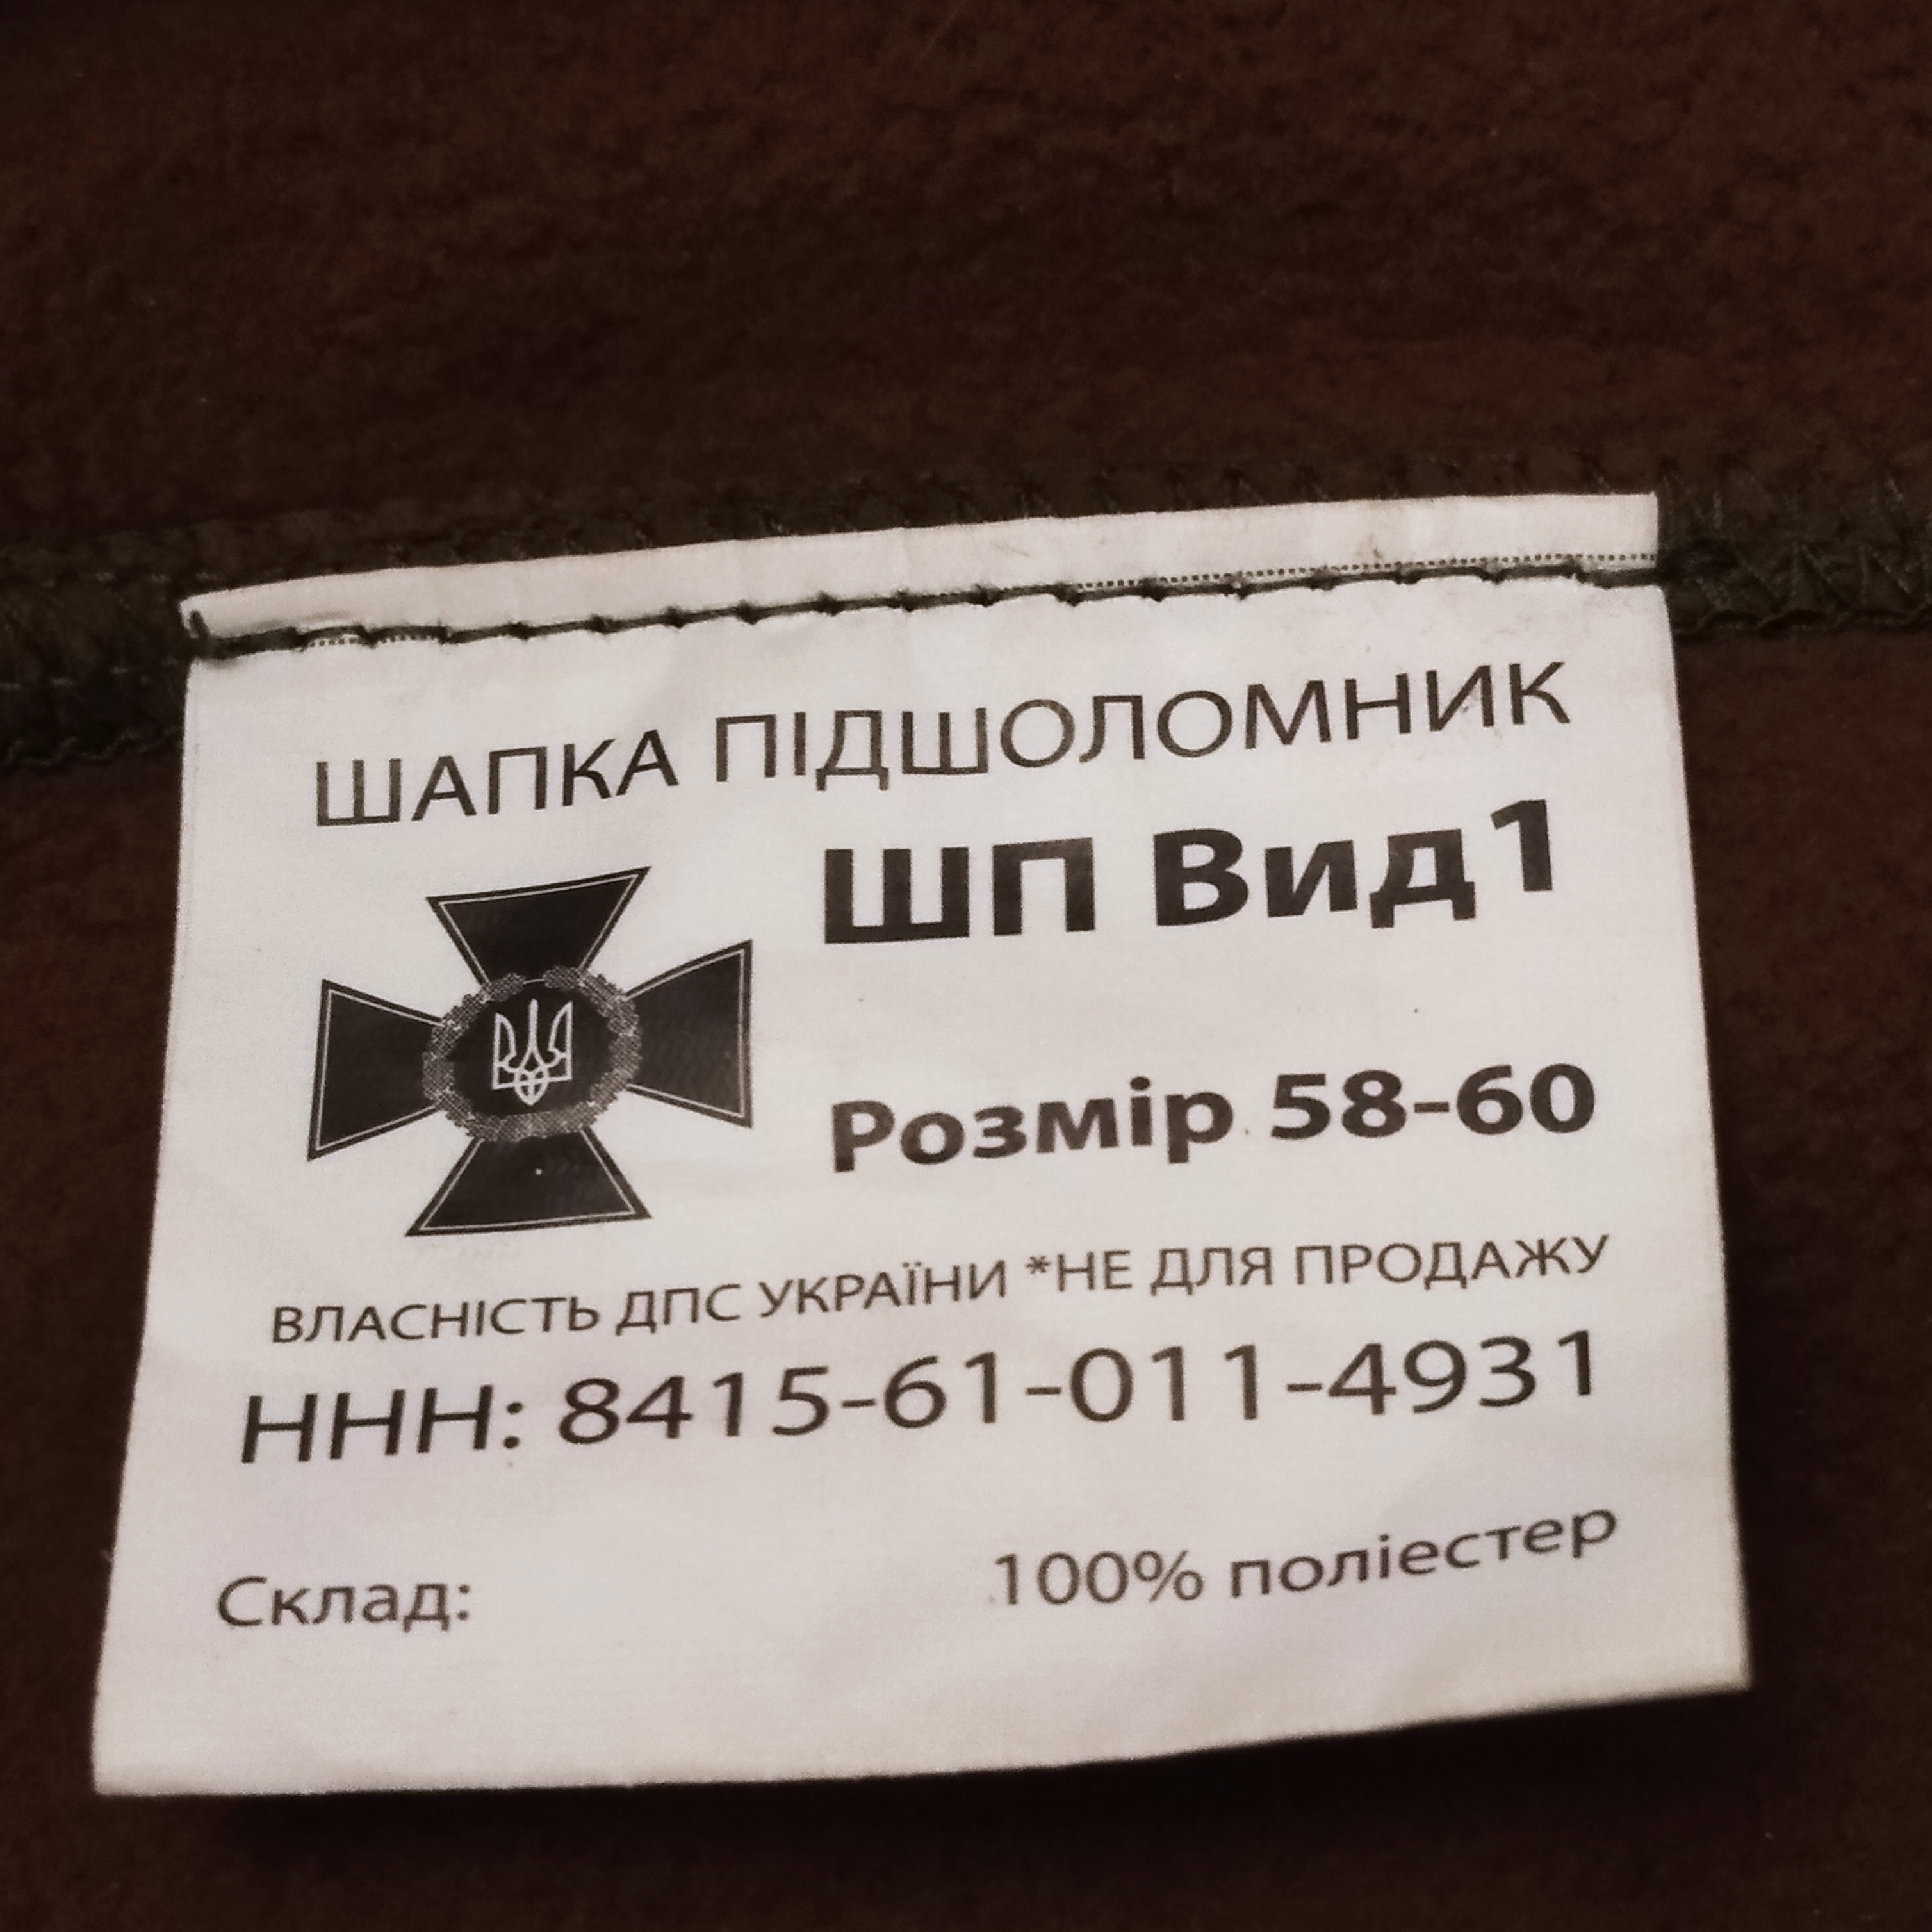 ШАПКА ПІДШОЛОМНИК
ШП Вид1
Розмір 58-60
ВЛАСНІСТЬ ДПС УКРАЇНИ *НЕ ДЛЯ ПРОДАЖУ
ННН: 8415-61-011-4931
Склад: 100% поліестер